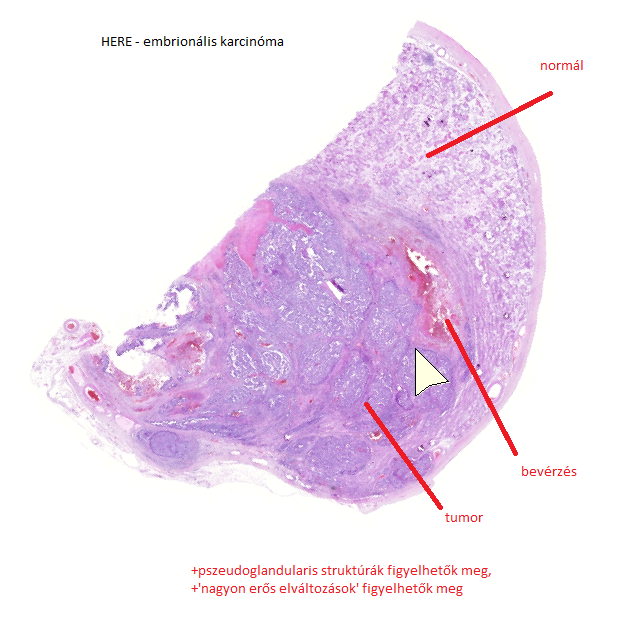 HERE - embrionális karcinóma
normál
bevérzés
tumor
+pszeudoglandularis struktúrák figyelhetők meg,
+'nagyon erős elváltozások' figyelhetők meg